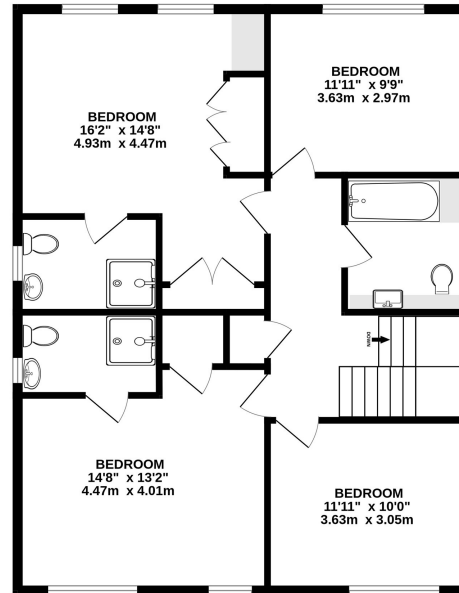 BEDROOM
11'11" x 9'9"
3.63m x 2.97m
BEDROOM
16'2" x 14'8"
4.93m x 4.47m
DOWN
BEDROOM
14'8" x 13'2"
4.47m x 4.01m
BEDROOM
11'11" x 10'0"
3.63m x 3.05m